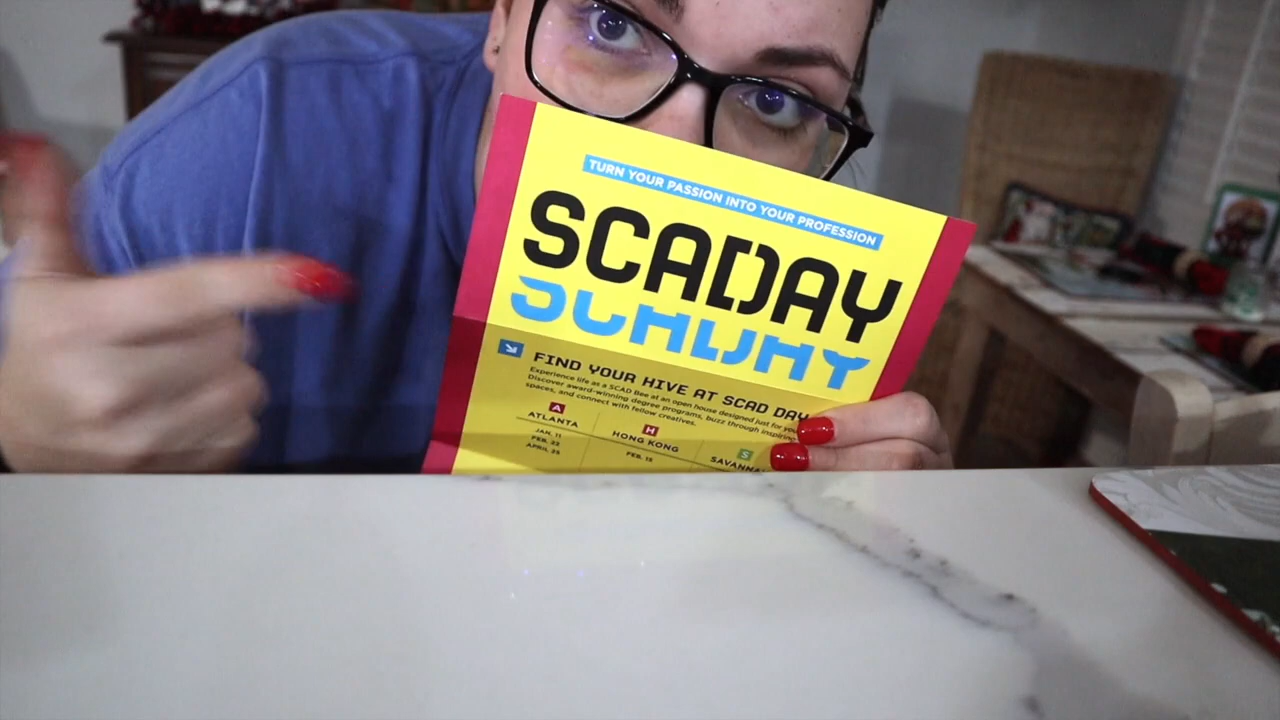 TURN YOUR PASSION INTO YOUR PROFESSION
SCADAY
SCADAY
FIND YOUR HIVE AT SCAD DAY
Experience life as a SCAD Bee at an open house designed just for you.
Discover award-winning degree programs, buzz through inspiring
spaces, and connect with fellow creatives.
A
ATLANTA
JAN. 11
FEB. 22
APRIL 25
H
HONG KONG
FEB. 15
S
SAVANNA